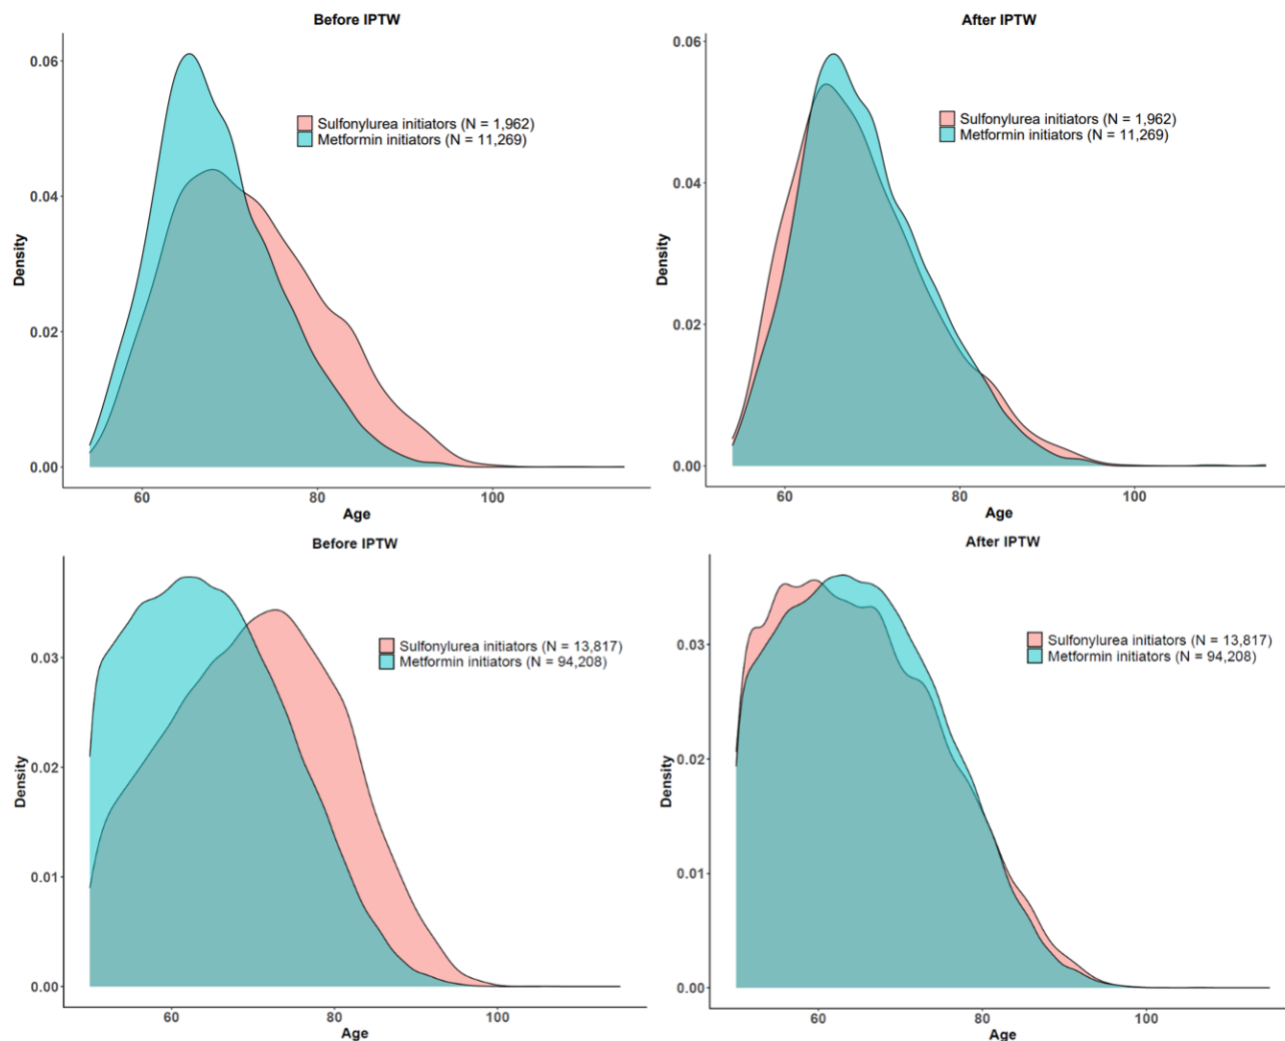 Before IPTW
0.06
0.04
0.02
0.00
Density
Sulfonylurea initiators (N = 1,962)
Metformin initiators (N = 11,269)
60 80 100
Age
After IPTW
0.06
0.04
0.02
0.00
Density
Sulfonylurea initiators (N = 1,962)
Metformin initiators (N = 11,269)
60 80 100
Age
Before IPTW
0.03
0.02
0.01
0.00
Density
Sulfonylurea initiators (N = 13,817)
Metformin initiators (N = 94,208)
60 80 100
Age
After IPTW
0.03
0.02
0.01
0.00
Density
Sulfonylurea initiators (N = 13,817)
Metformin initiators (N = 94,208)
60 80 100
Age